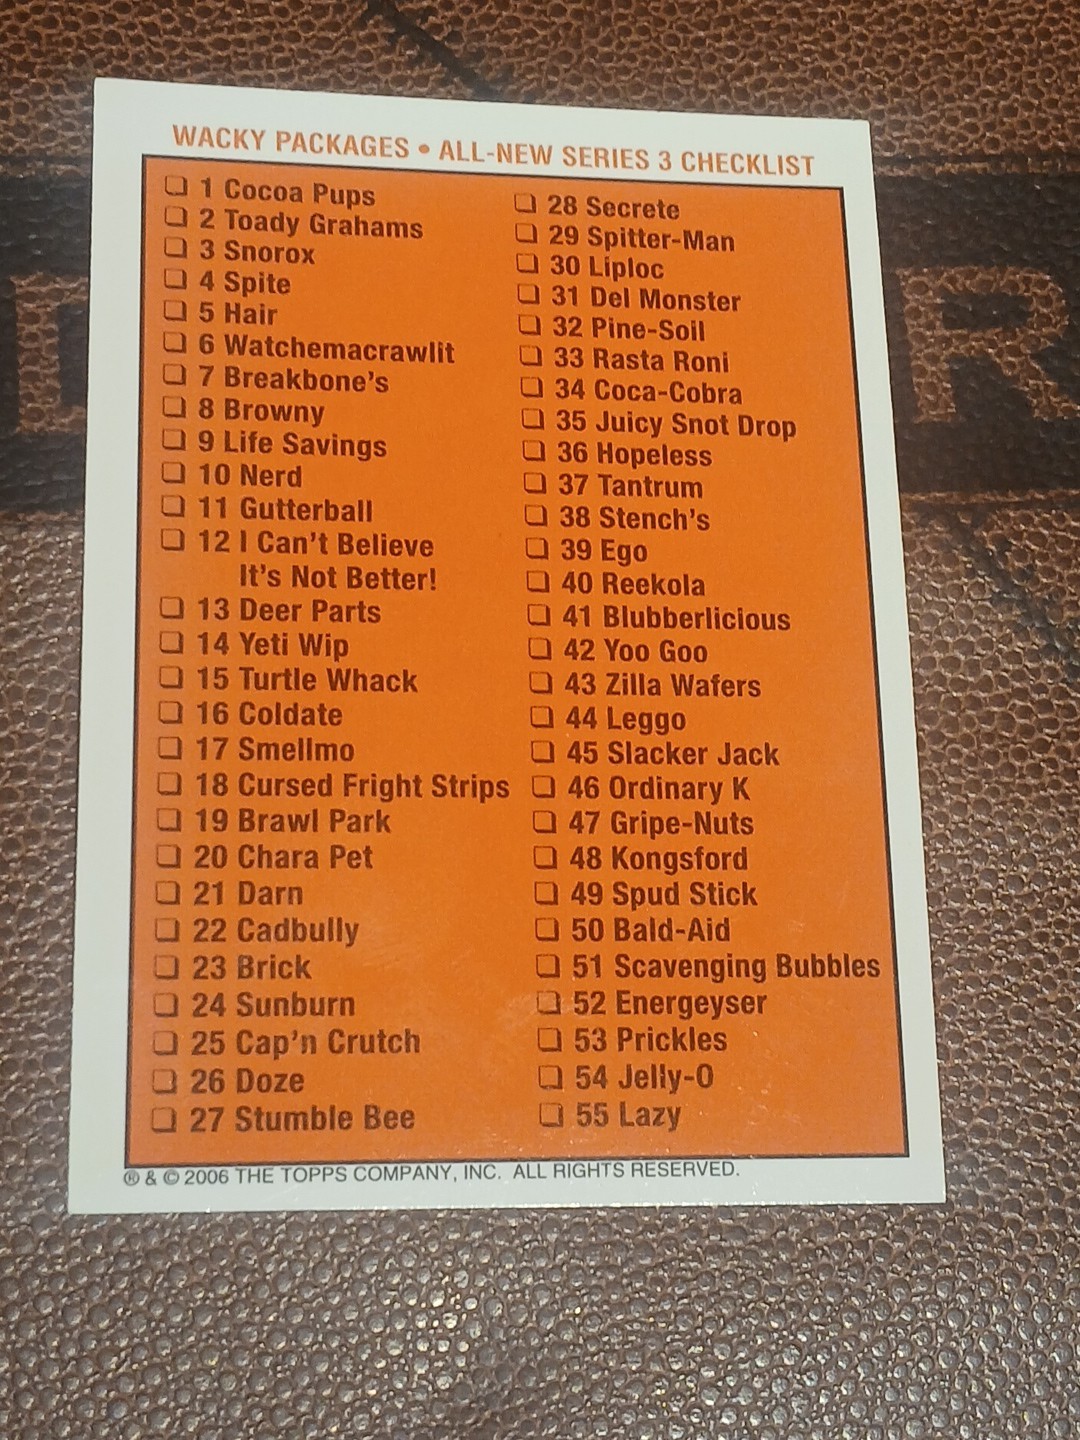 WACKY PACKAGES • ALL-NEW SERIES 3 CHECKLIST
❏ 1 Cocoa Pups
❏ 2 Toady Grahams
❏ 3 Snorox
❏ 4 Spite
❏ 5 Hair
❏ 6 Watchemacrawlit
❏ 7 Breakbone's
❏ 8 Browny
❏ 9 Life Savings
❏ 10 Nerd
❏ 11 Gutterball
❏ 12 I Can't Believe
It's Not Better!
❏ 13 Deer Parts
❏ 14 Yeti Wip
❏ 15 Turtle Whack
❏ 16 Coldate
❏ 17 Smellmo
❏ 18 Cursed Fright Strips
❏ 19 Brawl Park
❏ 20 Chara Pet
❏ 21 Darn
❏ 22 Cadbully
❏ 23 Brick
❏ 24 Sunburn
❏ 25 Cap'n Crutch
❏ 26 Doze
❏ 27 Stumble Bee
❏ 28 Secrete
❏ 29 Spitter-Man
❏ 30 Liploc
❏ 31 Del Monster
❏ 32 Pine-Soil
❏ 33 Rasta Roni
❏ 34 Coca-Cobra
❏ 35 Juicy Snot Drop
❏ 36 Hopeless
❏ 37 Tantrum
❏ 38 Stench's
❏ 39 Ego
❏ 40 Reekola
❏ 41 Blubberlicious
❏ 42 Yoo Goo
❏ 43 Zilla Wafers
❏ 44 Leggo
❏ 45 Slacker Jack
❏ 46 Ordinary K
❏ 47 Gripe-Nuts
❏ 48 Kongsford
❏ 49 Spud Stick
❏ 50 Bald-Aid
❏ 51 Scavenging Bubbles
❏ 52 Energeyser
❏ 53 Prickles
❏ 54 Jelly-O
❏ 55 Lazy
® & © 2006 THE TOPPS COMPANY, INC. ALL RIGHTS RESERVED.